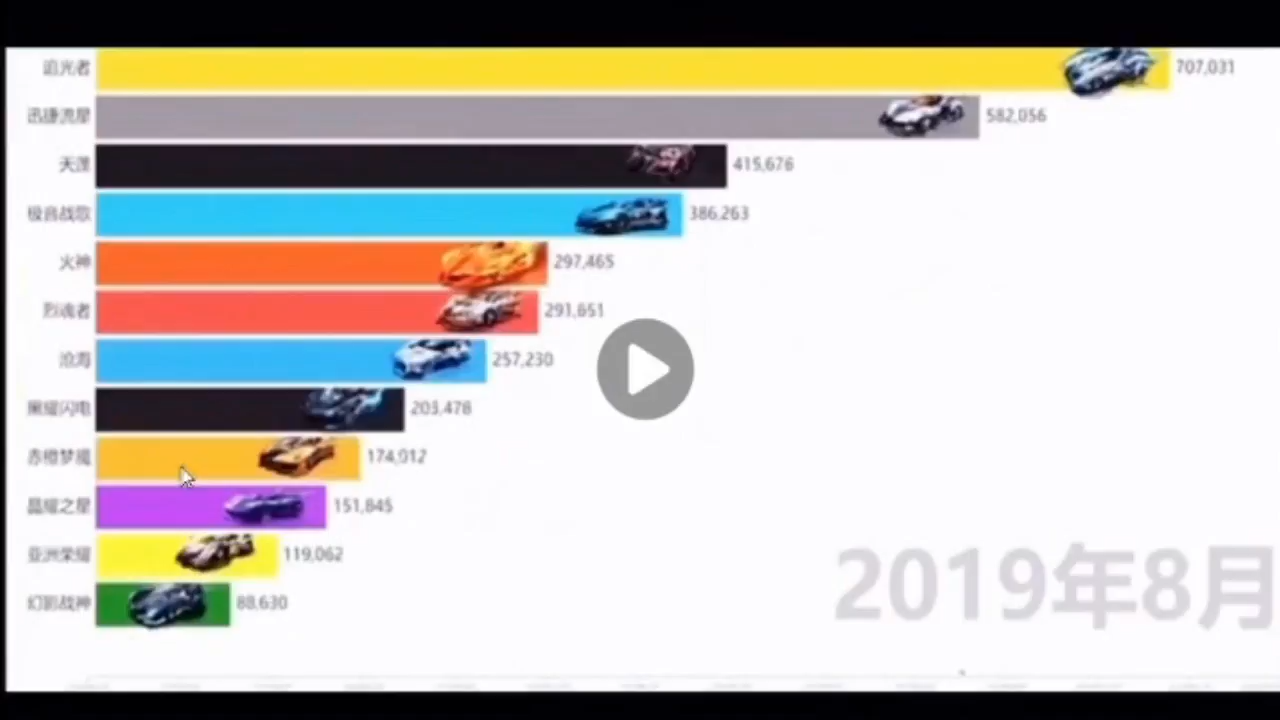 追光者 707,031
迅捷流星 582,056
天涯 415,676
极音战歌 386,263
火神 297,465
烈魂者 291,651
沧海 257,230
黑耀闪电 203,478
赤橙梦魇 174,012
晶耀之星 151,845
亚洲荣耀 119,062
幻影战神 88,630
2019年8月